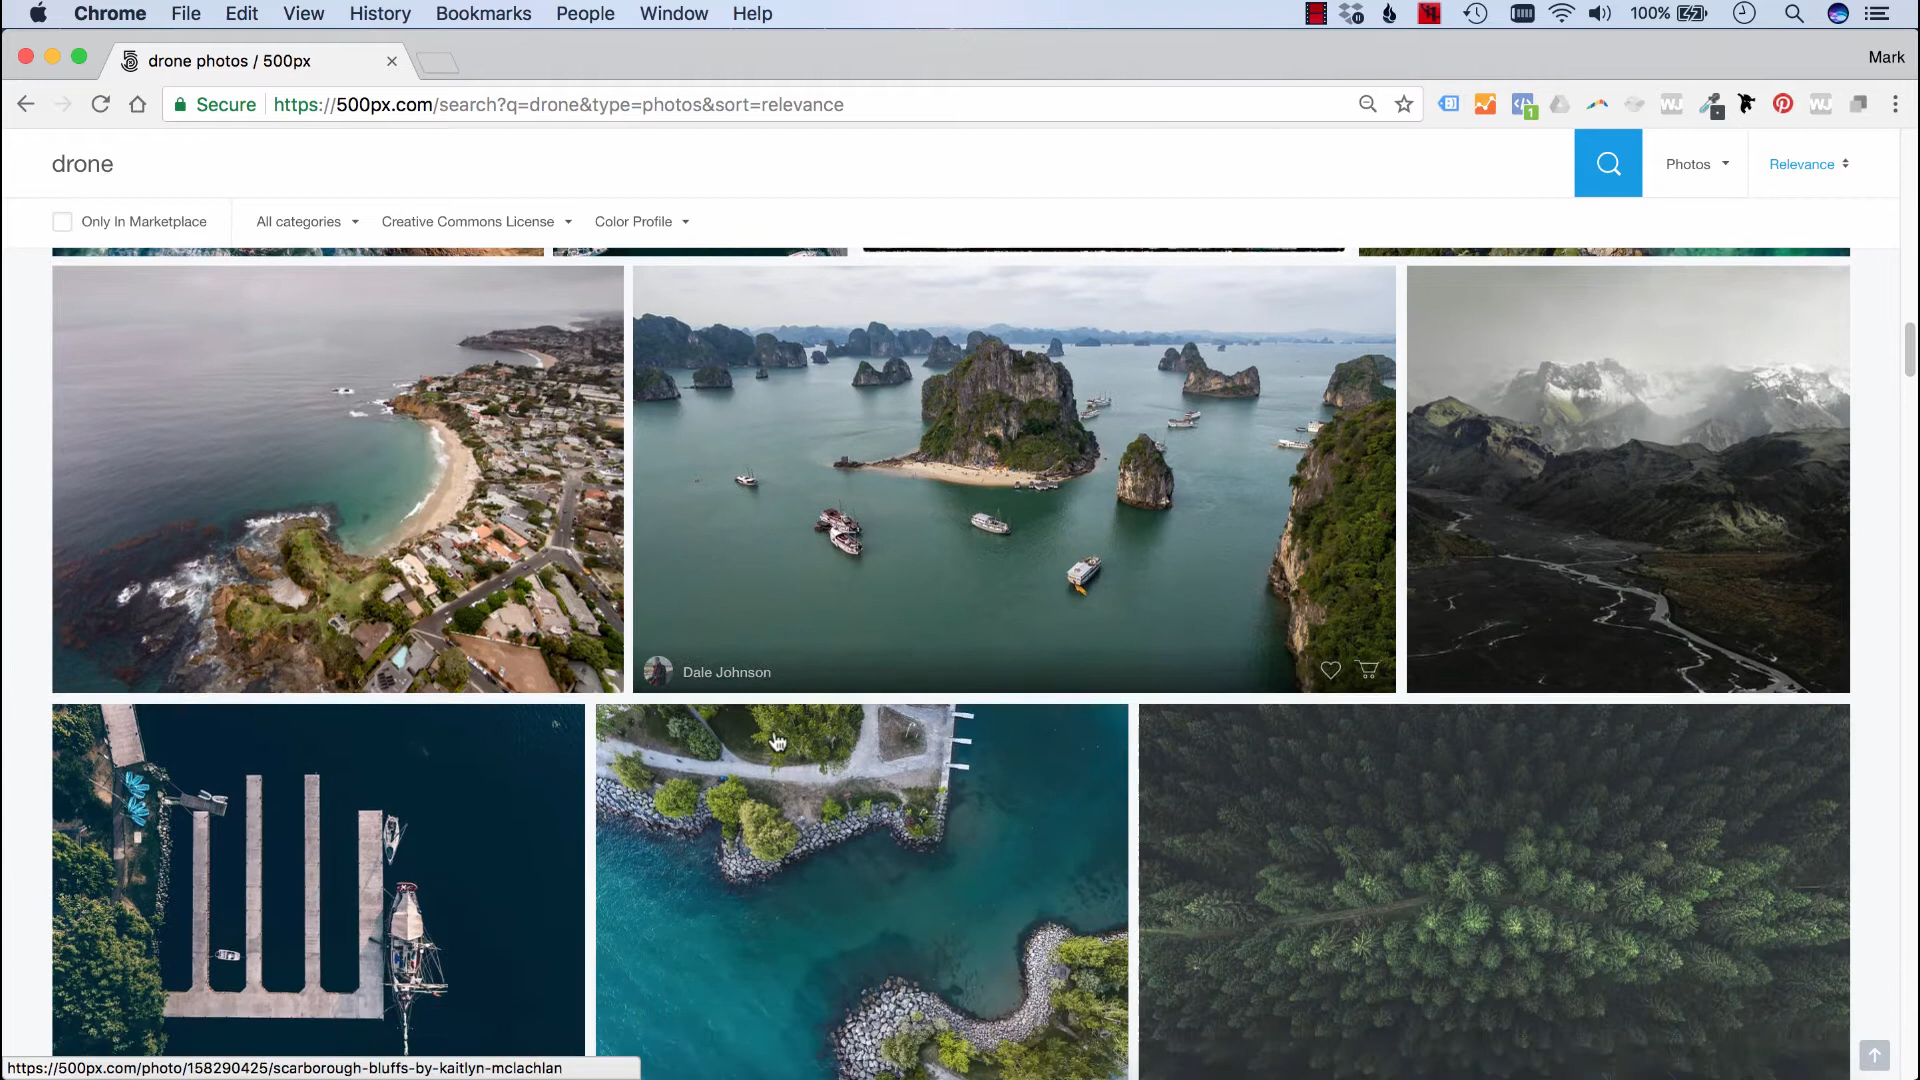 Chrome File Edit View History Bookmarks People Window Help 100%
drone photos / 500px Mark
Secure https://500px.com/search?q=drone&type=photos&sort=relevance
drone Photos Relevance
Only In Marketplace All categories Creative Commons License Color Profile
Dale Johnson
https://500px.com/photo/158290425/scarborough-bluffs-by-kaitlyn-mclachlan